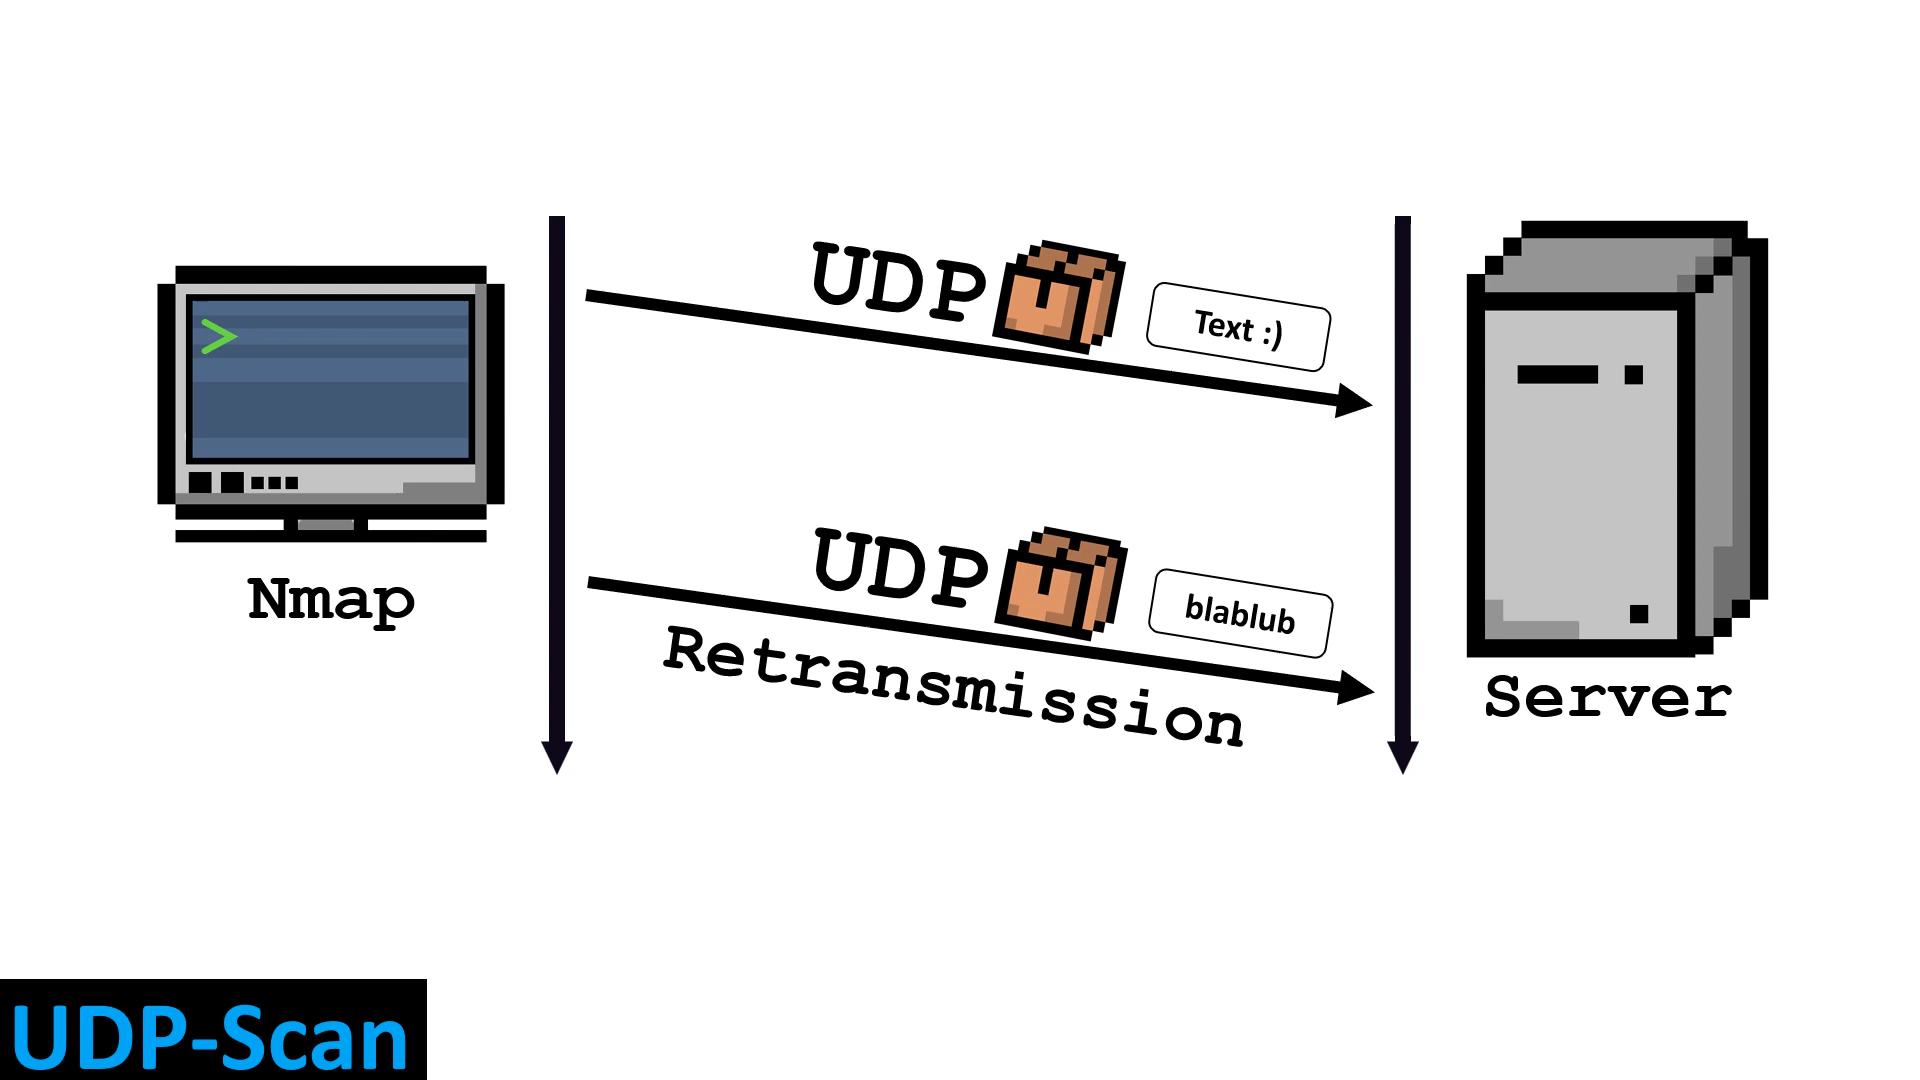 UDP
Text :)
UDP
blablub
Retransmission
Nmap
Server
UDP-Scan